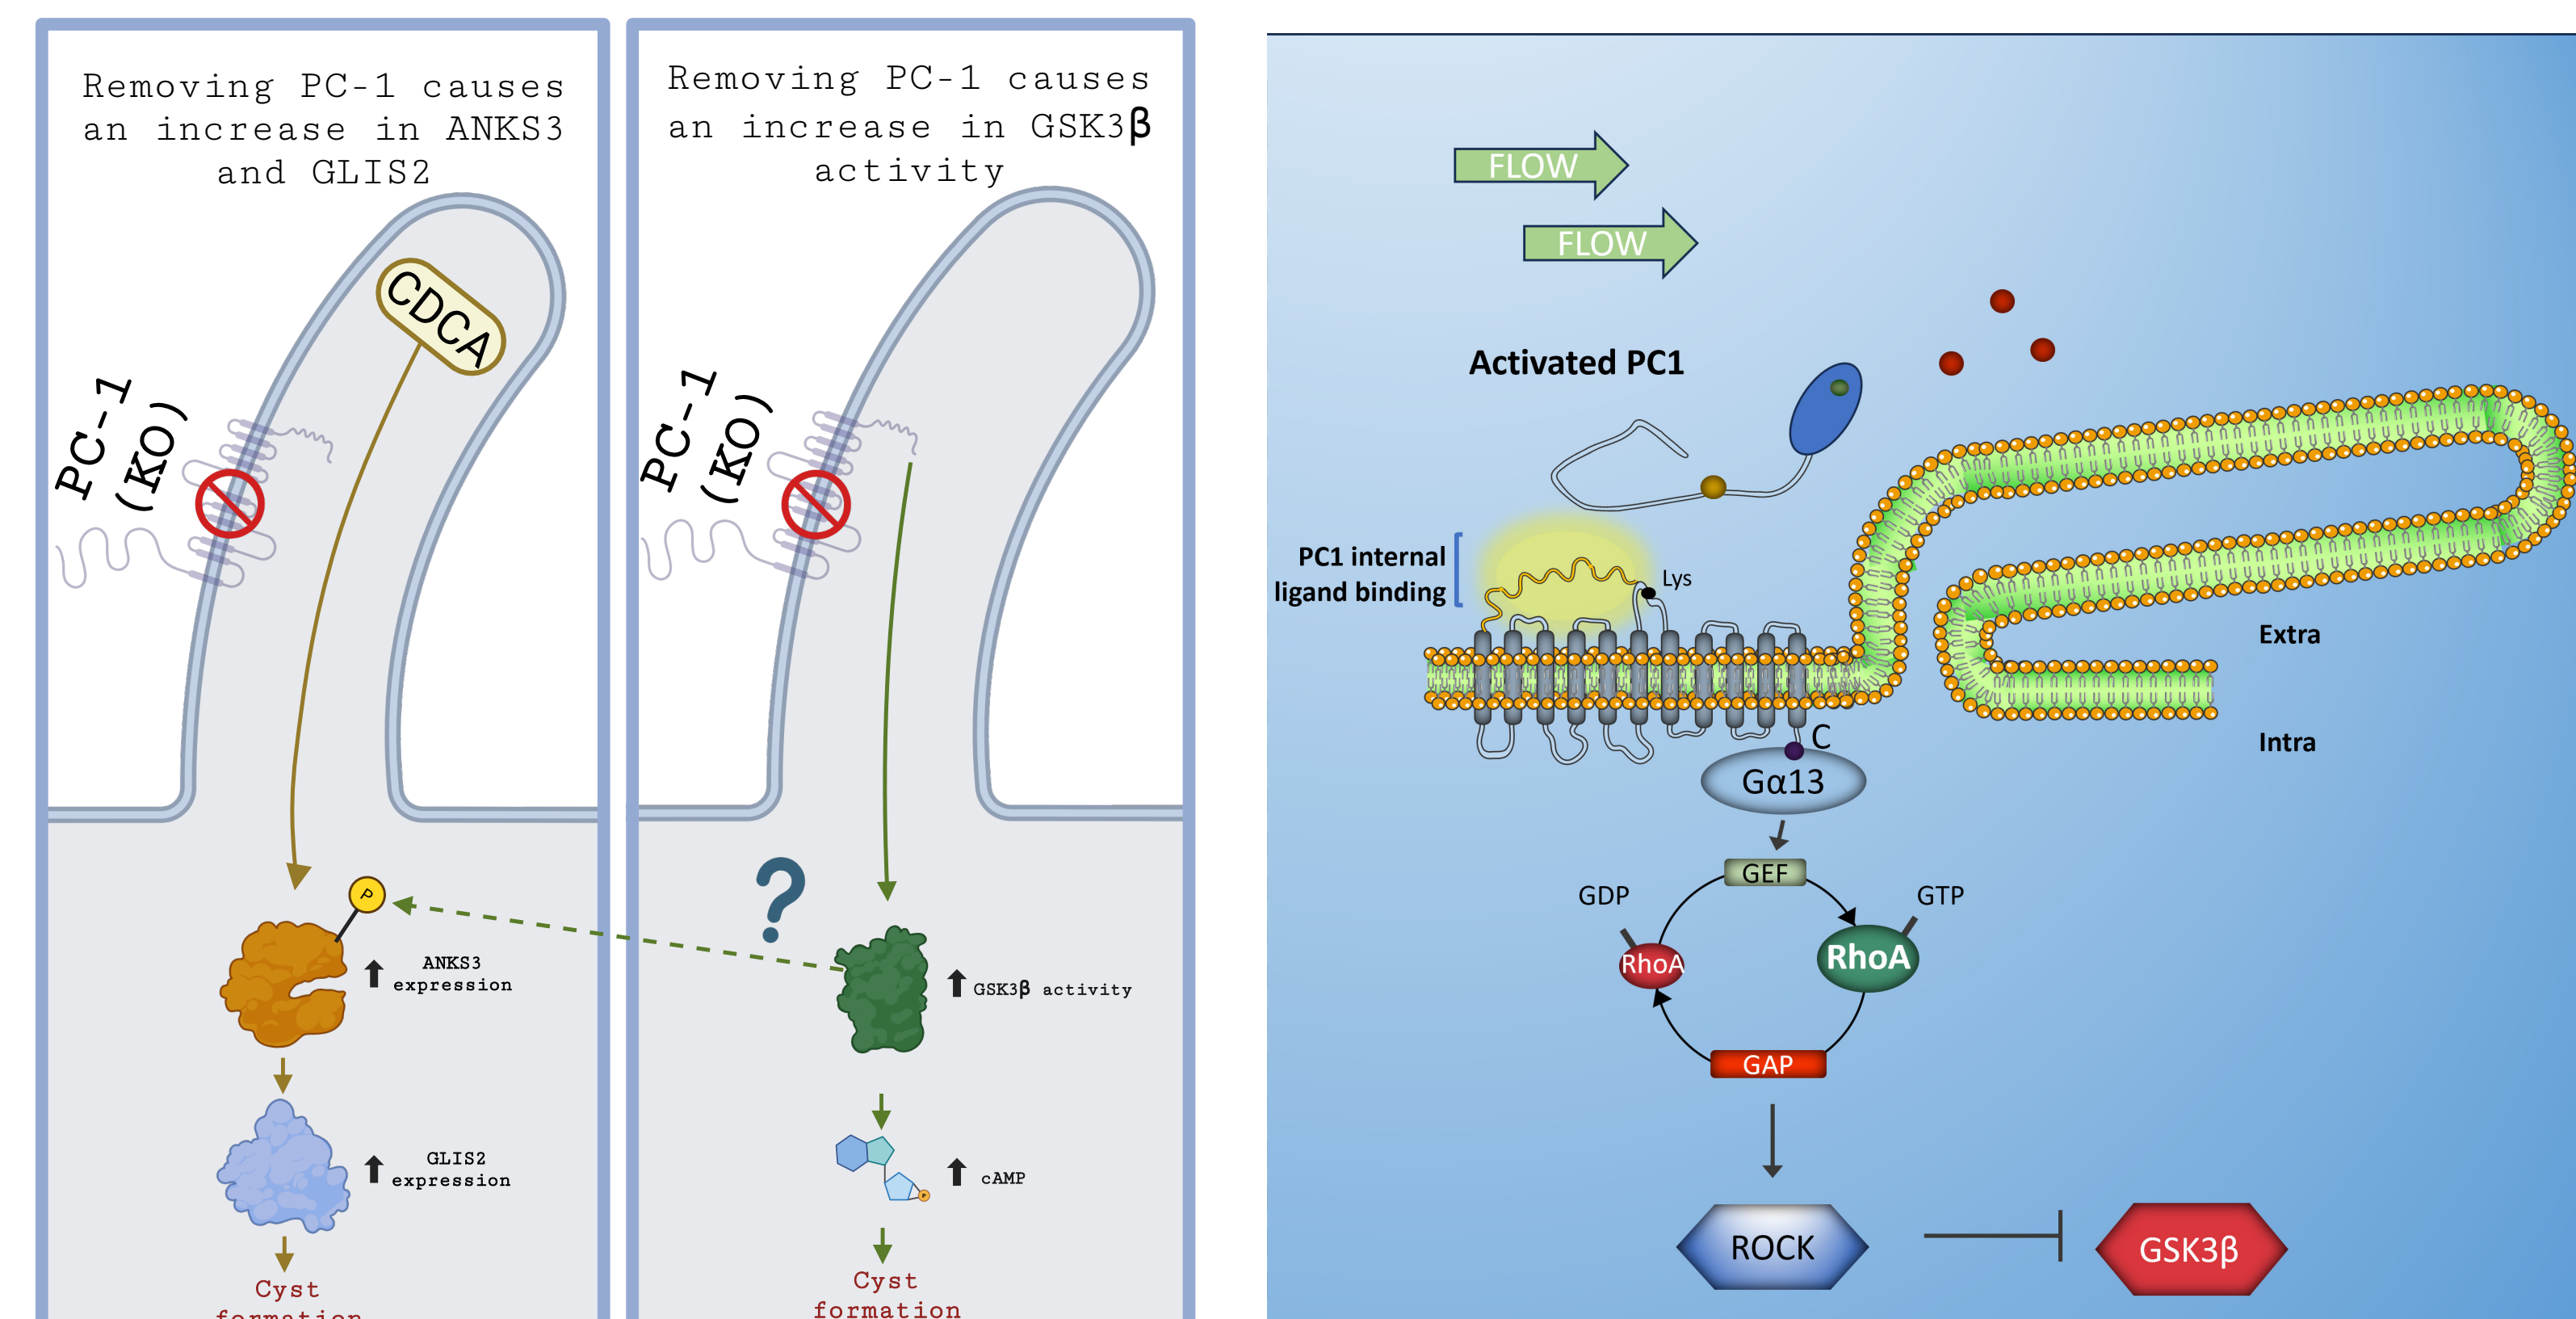 Removing PC-1 causes
an increase in ANKS3
and GLIS2
CDCA
PC-1
(KO)
P
ANKS3
expression
GLIS2
expression
Cyst
formation
Removing PC-1 causes
an increase in GSK3β
activity
PC-1
(KO)
?
GSK3β activity
cAMP
P
Cyst
formation
FLOW
FLOW
Activated PC1
PC1 internal
ligand binding
Lys
Extra
Intra
C
Gα13
GEF
GDP
GTP
RhoA
RhoA
GAP
ROCK
GSK3β